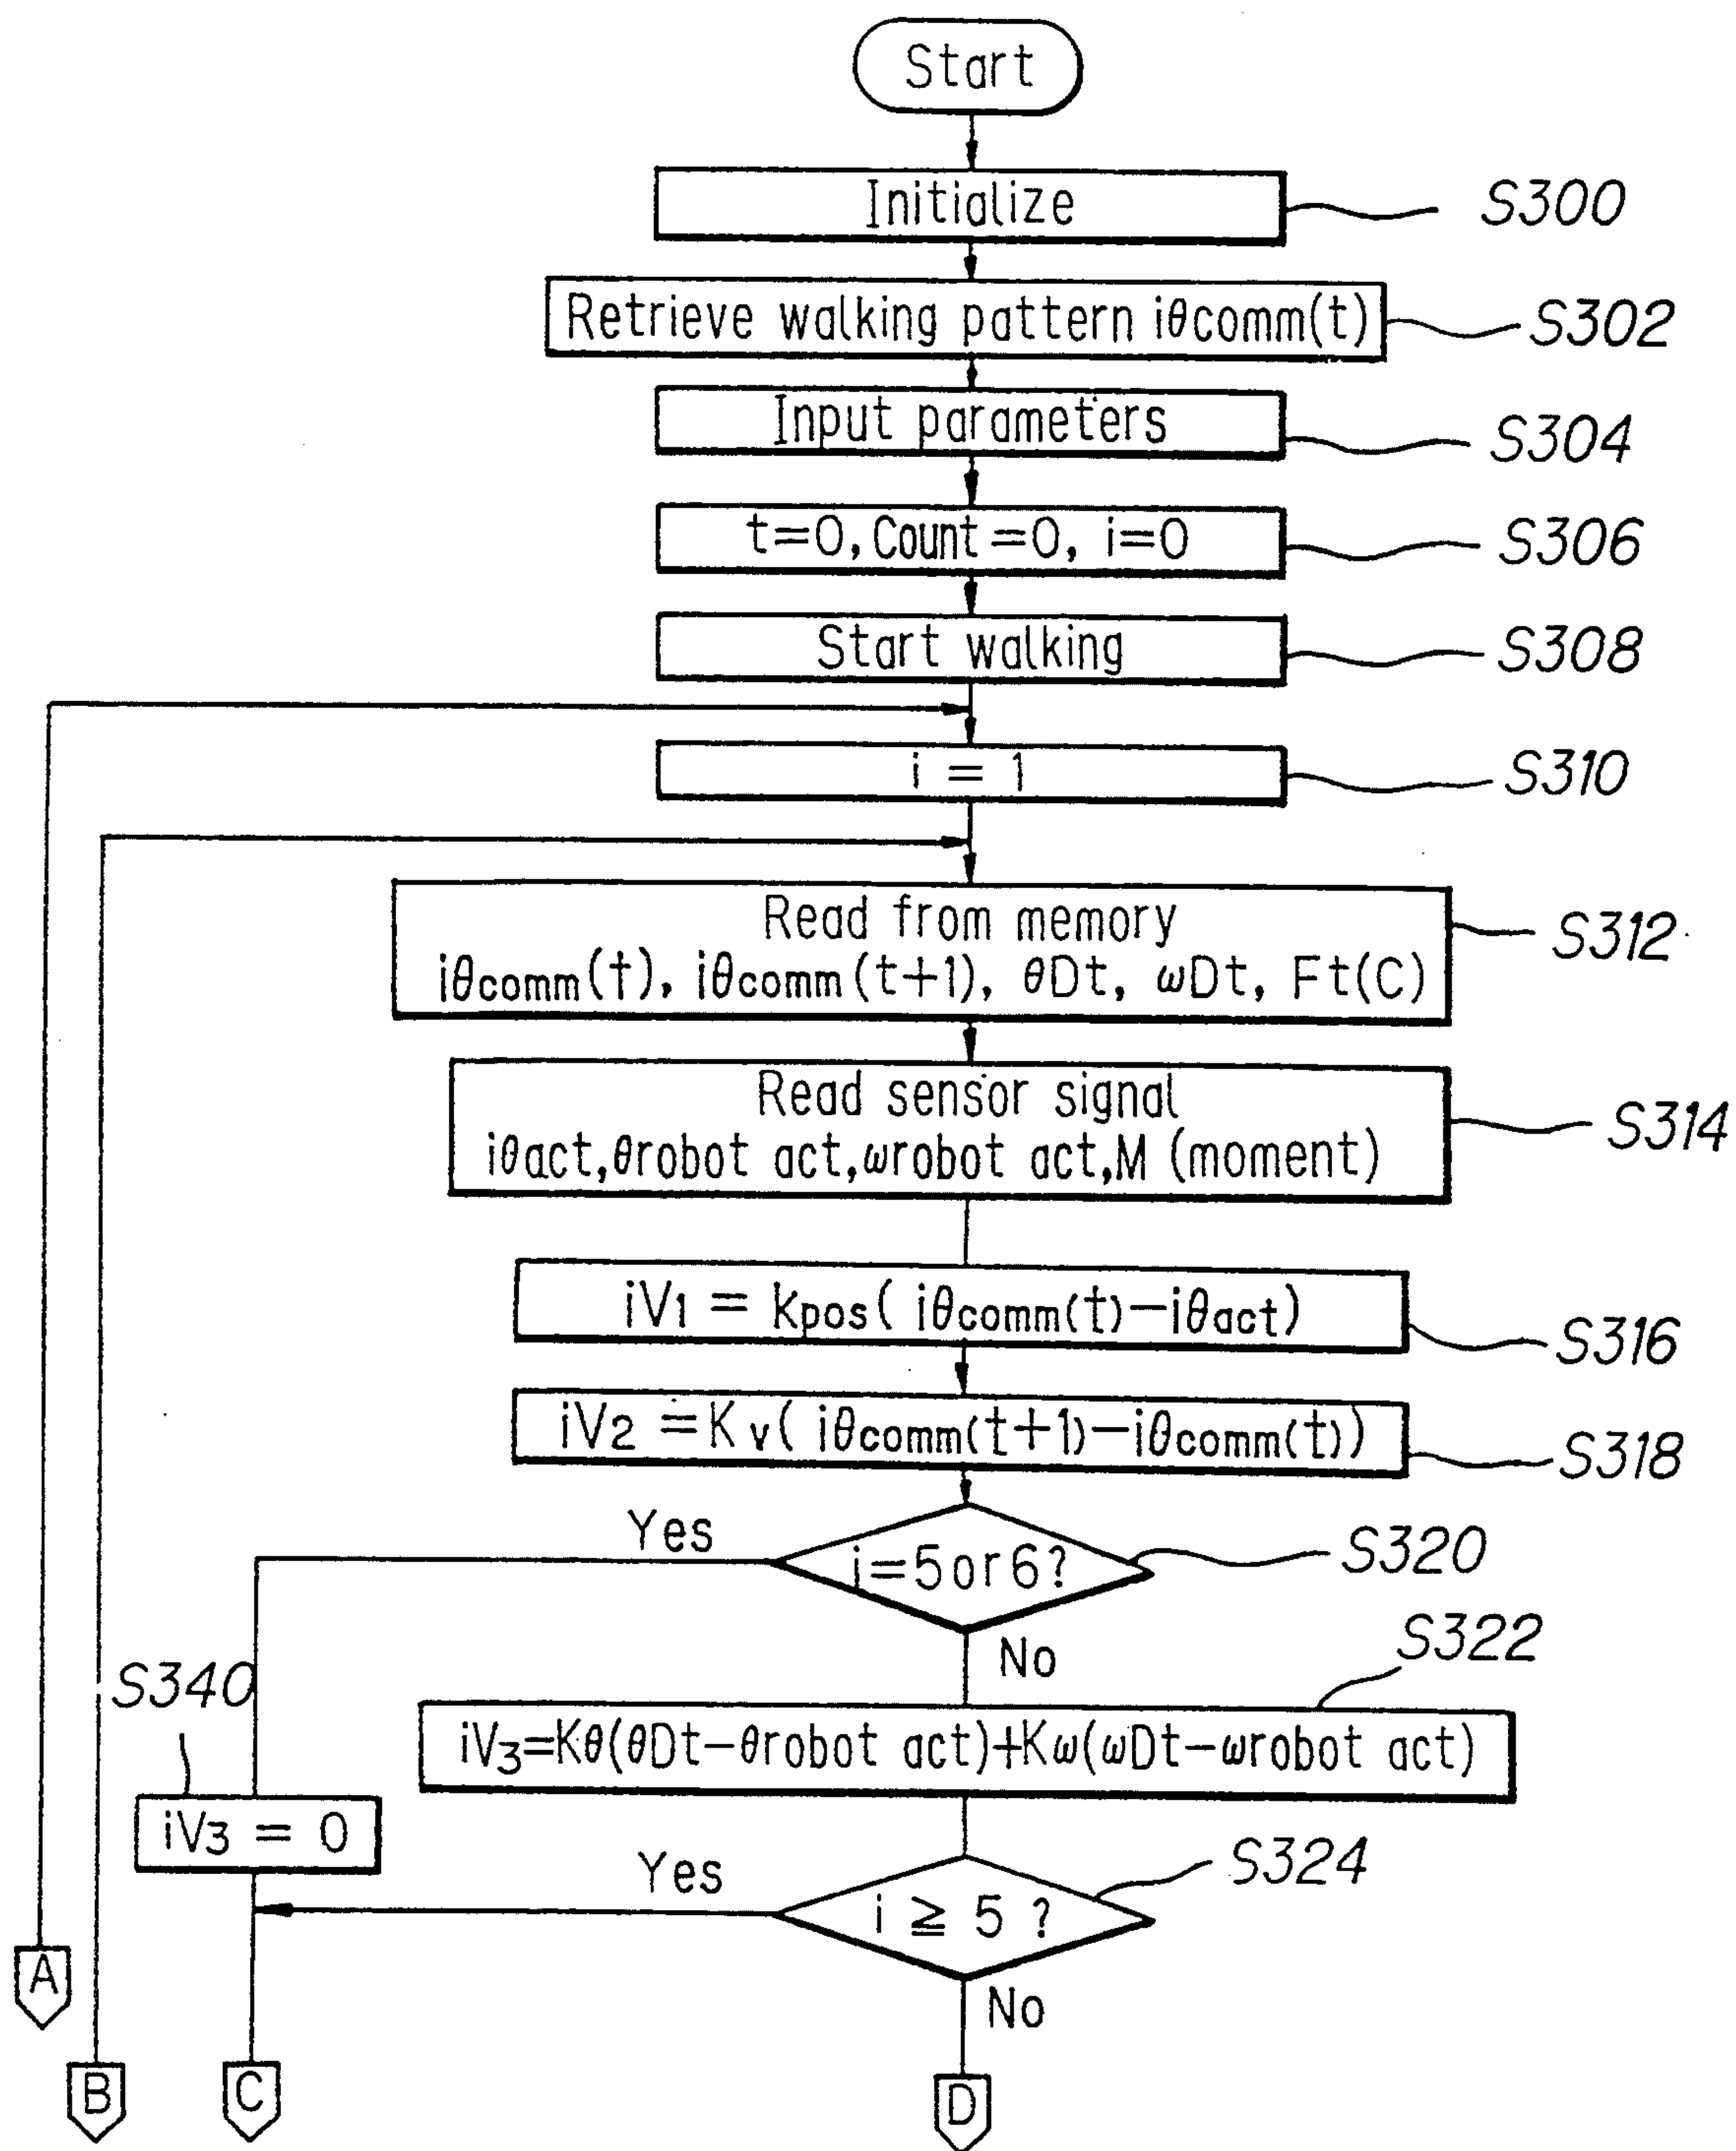 Start
Initialize
S300
Retrieve walking pattern iθcomm(t)
S302
Input parameters
S304
t=0, Count=0, i=0
S306
Start walking
S308
i = 1
S310
Read from memory
iθcomm(t), iθcomm(t+1), θDt, ωDt, Ft(C)
S312
Read sensor signal
iθact,θrobot act,ωrobot act,M (moment)
S314
iV1 = Kpos( iθcomm(t)−iθact)
S316
iV2 =Kv( iθcomm(t+1)−iθcomm(t))
S318
Yes
i=5or6?
S320
No
S322
S340
iV3=Kθ(θDt−θrobot act)+Kω(ωDt−ωrobot act)
iV3 = 0
Yes
S324
i ≧ 5 ?
A
No
B
C
D